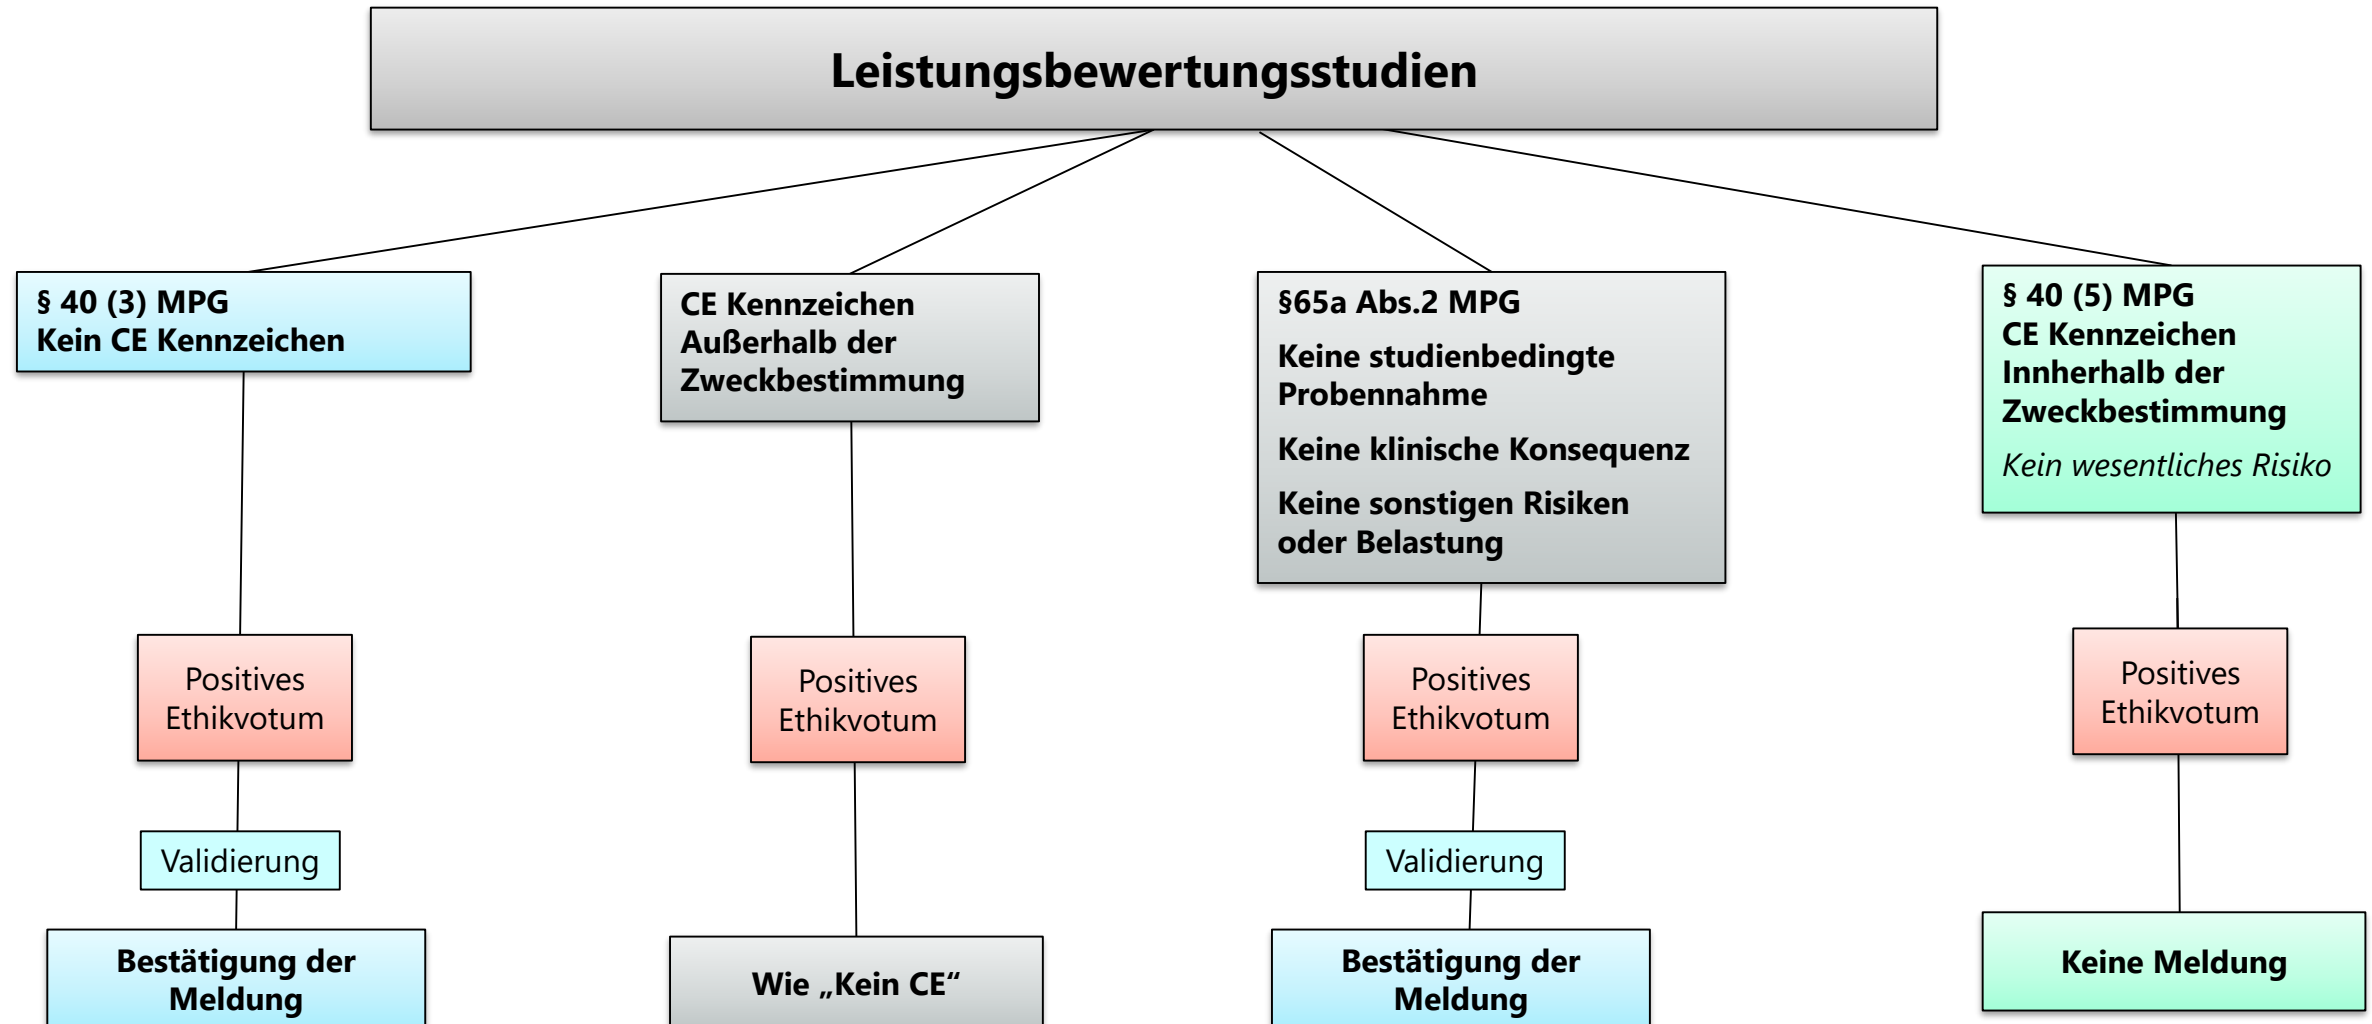 Leistungsbewertungsstudien
§ 40 (3) MPG
Kein CE Kennzeichen
CE Kennzeichen
Außerhalb der
Zweckbestimmung
§65a Abs.2 MPG
Keine studienbedingte
Probennahme
Keine klinische Konsequenz
Keine sonstigen Risiken
oder Belastung
§ 40 (5) MPG
CE Kennzeichen
Innherhalb der
Zweckbestimmung
Kein wesentliches Risiko
Positives
Ethikvotum
Positives
Ethikvotum
Positives
Ethikvotum
Positives
Ethikvotum
Validierung
Validierung
Bestätigung der
Meldung
Wie „Kein CE“
Bestätigung der
Meldung
Keine Meldung